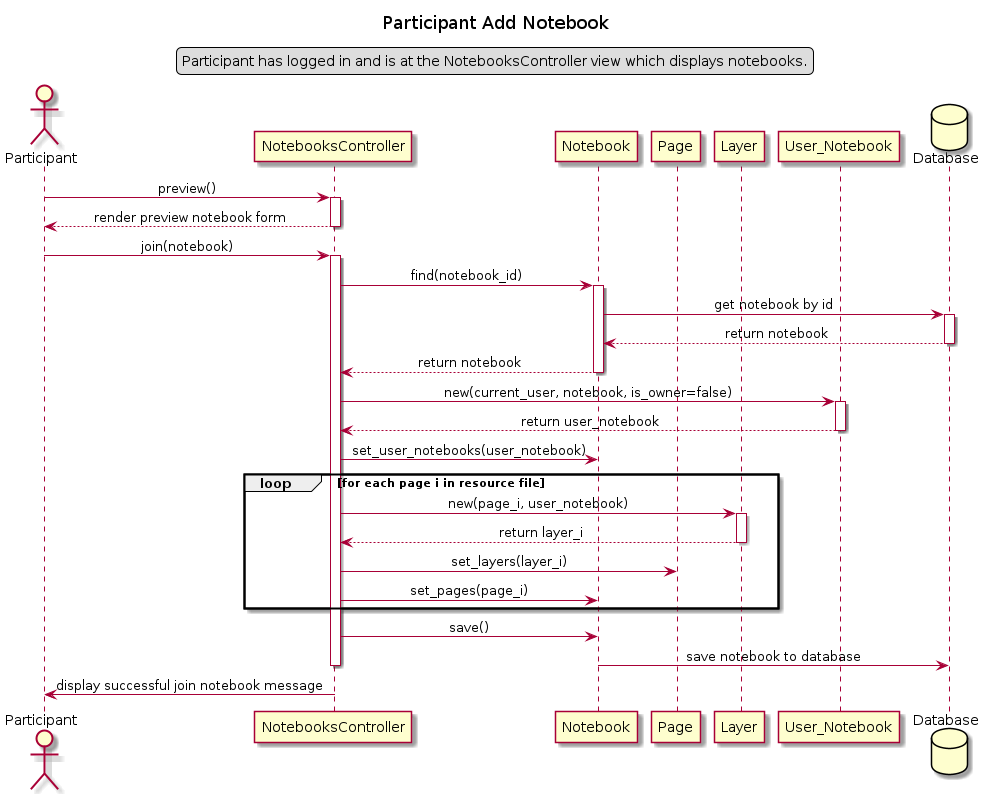 Participant Add Notebook
Participant has logged in and is at the NotebooksController view which displays notebooks.
Participant
NotebooksController
Notebook
Page
Layer
User_Notebook
Database
preview()
render preview notebook form
join(notebook)
find(notebook_id)
get notebook by id
return notebook
return notebook
new(current_user, notebook, is_owner=false)
return user_notebook
set_user_notebooks(user_notebook)
loop
[for each page i in resource file]
new(page_i, user_notebook)
return layer_i
set_layers(layer_i)
set_pages(page_i)
save()
save notebook to database
display successful join notebook message
Participant
NotebooksController
Notebook
Page
Layer
User_Notebook
Database